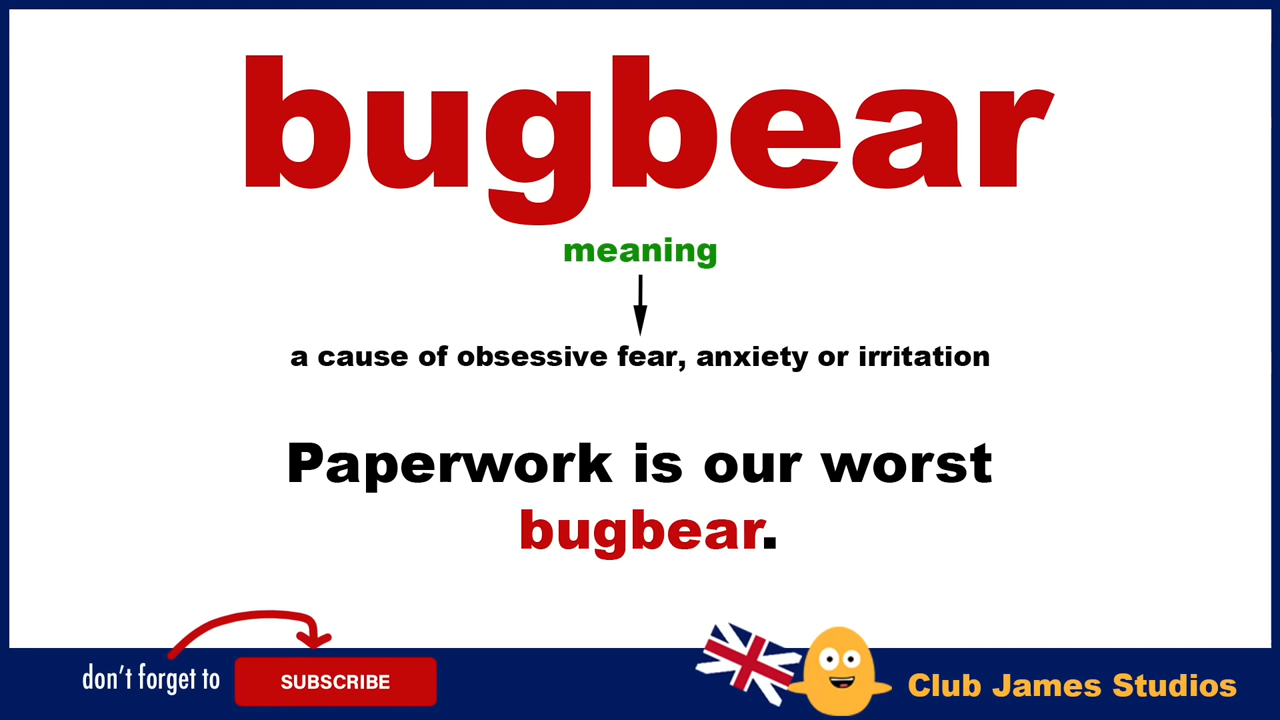 bugbear
meaning
a cause of obsessive fear, anxiety or irritation
Paperwork is our worst
bugbear.
don't forget to
SUBSCRIBE
Club James Studios